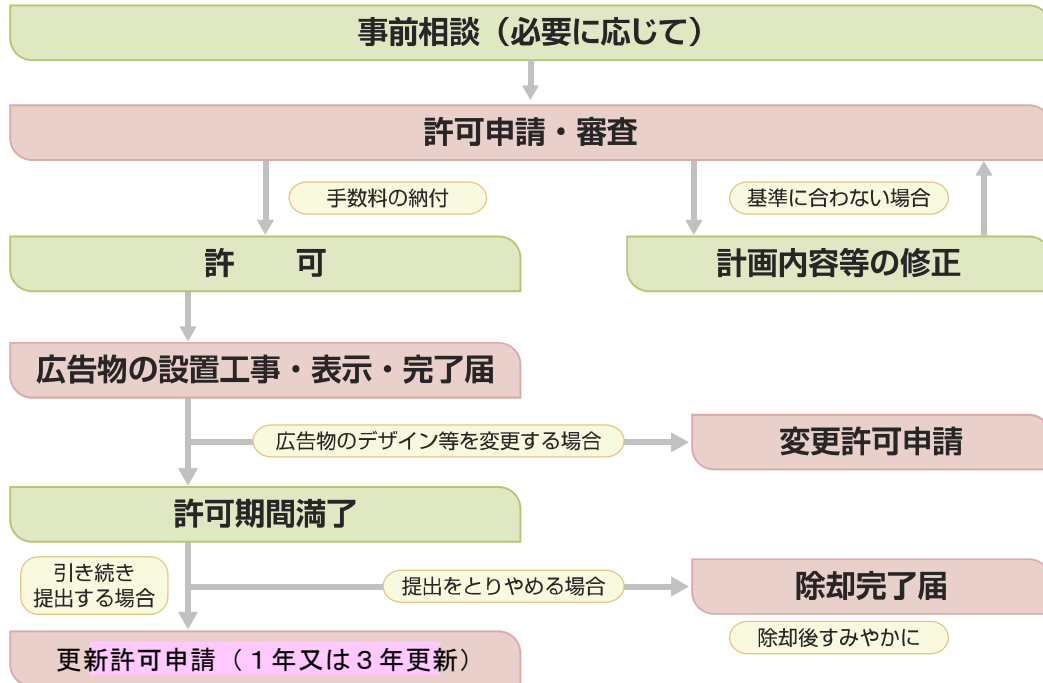 事前相談（必要に応じて）
許可申請・審査
手数料の納付
基準に合わない場合
許　可
計画内容等の修正
広告物の設置工事・表示・完了届
広告物のデザイン等を変更する場合
変更許可申請
許可期間満了
引き続き
提出する場合
提出をとりやめる場合
除却完了届
除却後すみやかに
更新許可申請（１年又は３年更新）